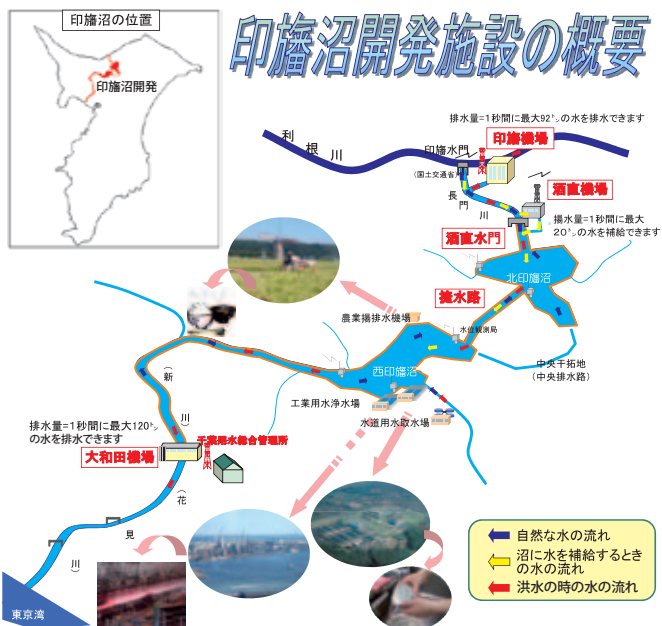 印旛沼の位置
印旛沼開発
印旛沼開発施設の概要
排水量=1秒間に最大92㌧の水を排水できます
利根川
印旛水門
(国土交通省)
印旛機場
長門川
酒直機場
揚水量=1秒間に最大
20㌧の水を補給できます
酒直水門
北印旛沼
捷水路
農業揚排水機場
水位観測局
西印旛沼
中央干拓地
(中央排水路)
工業用水浄水場
水道用水取水場
(新川)
排水量=1秒間に最大120㌧
の水を排水できます
千葉用水総合管理所
大和田機場
(花見川)
東京湾
自然な水の流れ
沼に水を補給するとき
の水の流れ
洪水の時の水の流れ